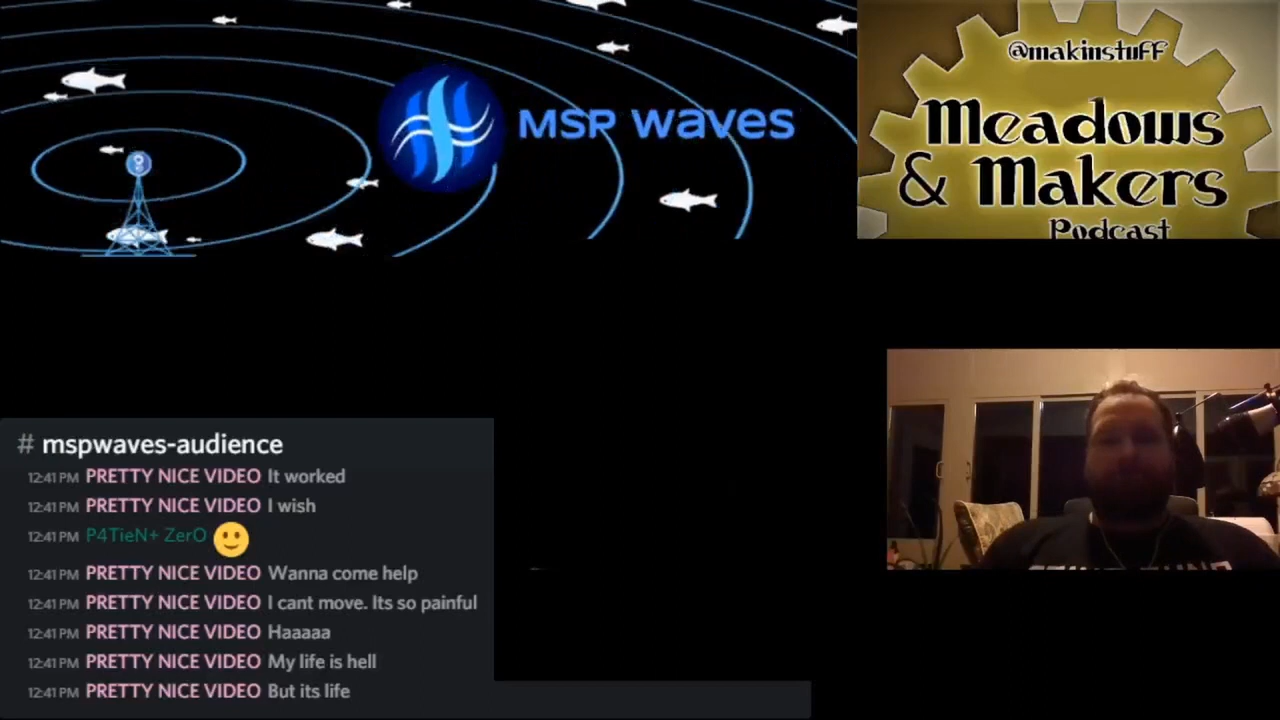 MSP WAVES
@makinstuff
Meadows
& Makers
Podcast
# mspwaves-audience
12:41 PM PRETTY NICE VIDEO It worked
12:41 PM PRETTY NICE VIDEO I wish
12:41 PM P4TieN+ ZerO 🙂
12:41 PM PRETTY NICE VIDEO Wanna come help
12:41 PM PRETTY NICE VIDEO I cant move. Its so painful
12:41 PM PRETTY NICE VIDEO Haaaaa
12:41 PM PRETTY NICE VIDEO My life is hell
12:41 PM PRETTY NICE VIDEO But its life